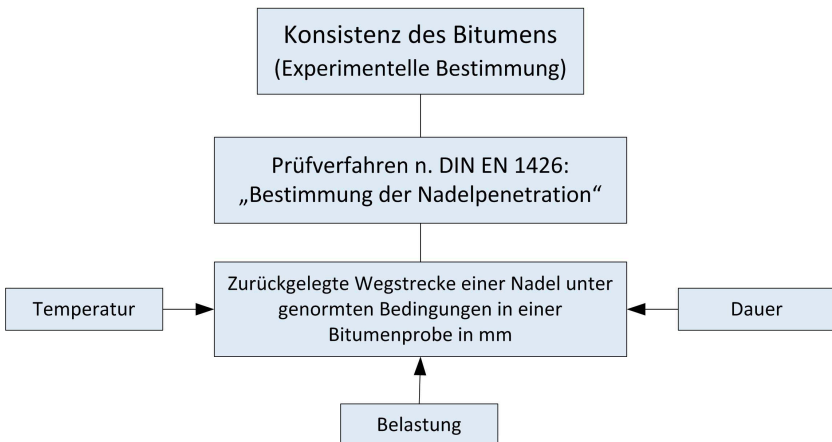 Konsistenz des Bitumens
(Experimentelle Bestimmung)
Prüfverfahren n. DIN EN 1426:
„Bestimmung der Nadelpenetration“
Zurückgelegte Wegstrecke einer Nadel unter
genormten Bedingungen in einer
Bitumenprobe in mm
Temperatur
Dauer
Belastung